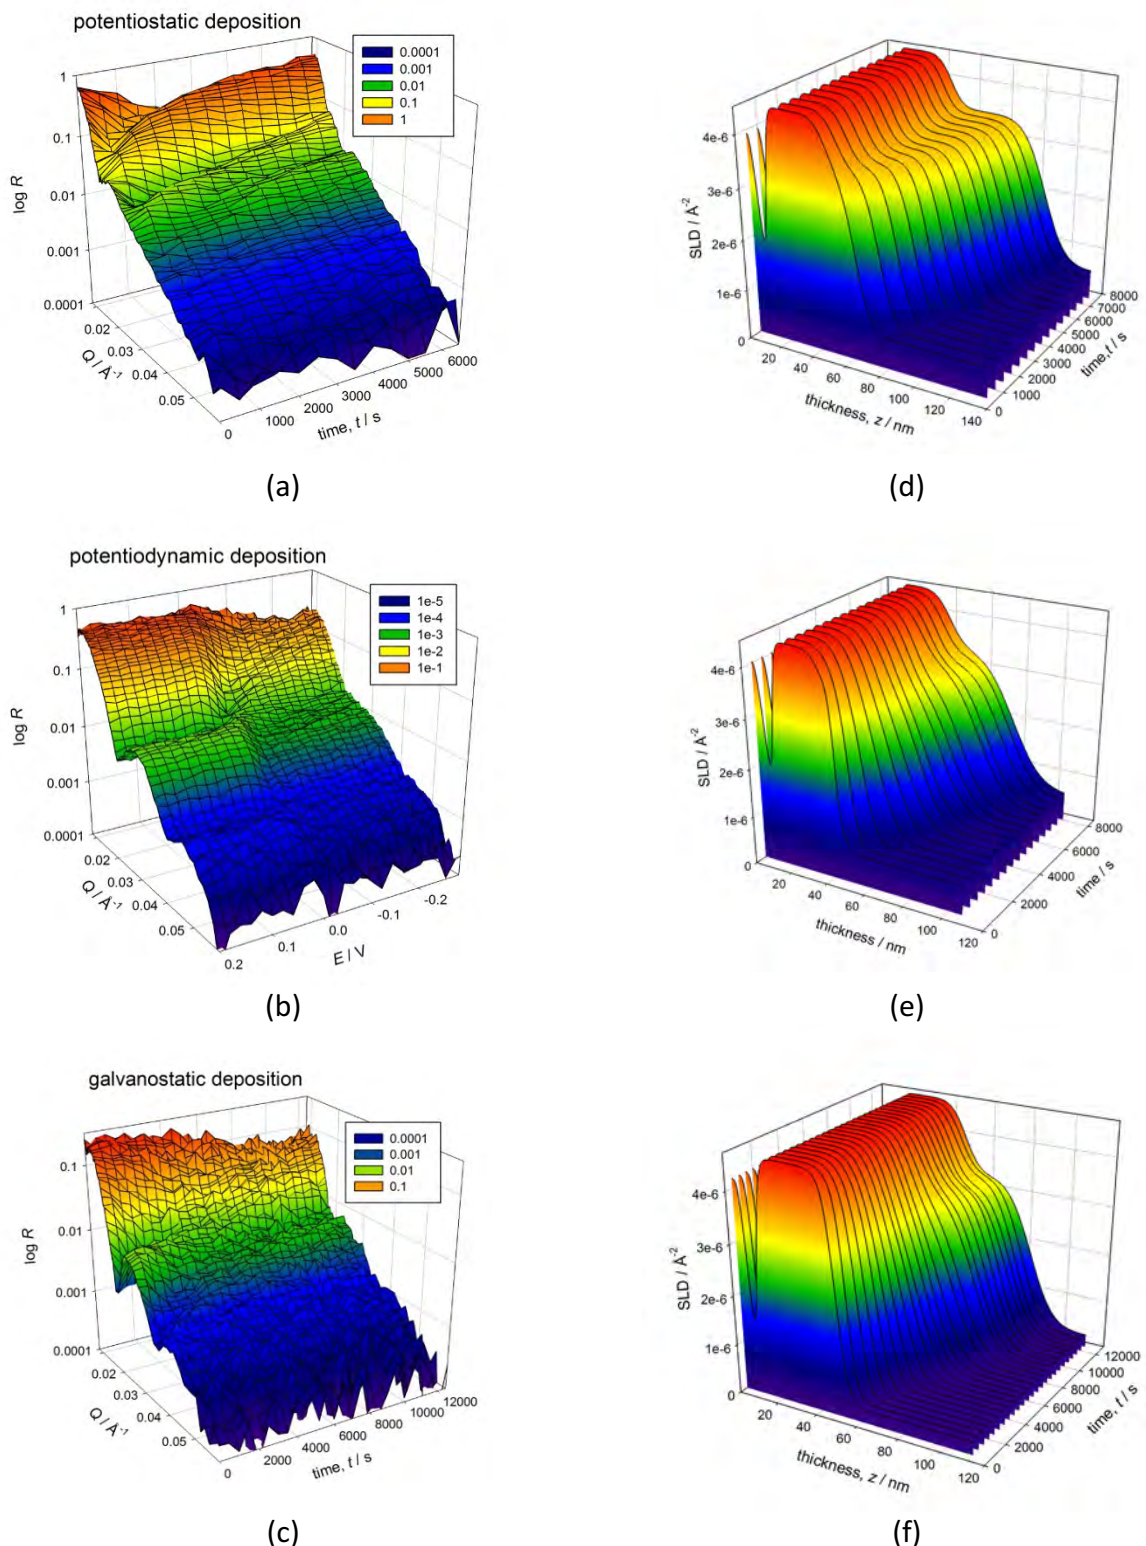 potentiostatic deposition
0.0001
0.001
0.01
0.1
1
1
0.1
0.01
0.001
0.0001
log R
0.02
0.03
0.04
0.05
Q / Å⁻¹
0
1000
2000
3000
4000
5000
6000
time, t / s
(a)
4e-6
3e-6
2e-6
1e-6
0
SLD / Å⁻²
20
40
60
80
100
120
140
thickness, z / nm
0
1000
2000
3000
4000
5000
6000
7000
8000
time, t / s
(d)
potentiodynamic deposition
1e-5
1e-4
1e-3
1e-2
1e-1
1
0.1
0.01
0.001
0.0001
log R
0.02
0.03
0.04
0.05
Q / Å⁻¹
0.2
0.1
0.0
-0.1
-0.2
E / V
(b)
4e-6
3e-6
2e-6
1e-6
0
SLD / Å⁻²
20
40
60
80
100
120
thickness / nm
0
2000
4000
6000
8000
time / s
(e)
galvanostatic deposition
0.0001
0.001
0.01
0.1
0.1
0.01
0.001
0.0001
log R
0.02
0.03
0.04
0.05
Q / Å⁻¹
0
2000
4000
6000
8000
10000
12000
time, t / s
(c)
4e-6
3e-6
2e-6
1e-6
0
SLD / Å⁻²
20
40
60
80
100
120
thickness, z / nm
0
2000
4000
6000
8000
10000
12000
time, t / s
(f)